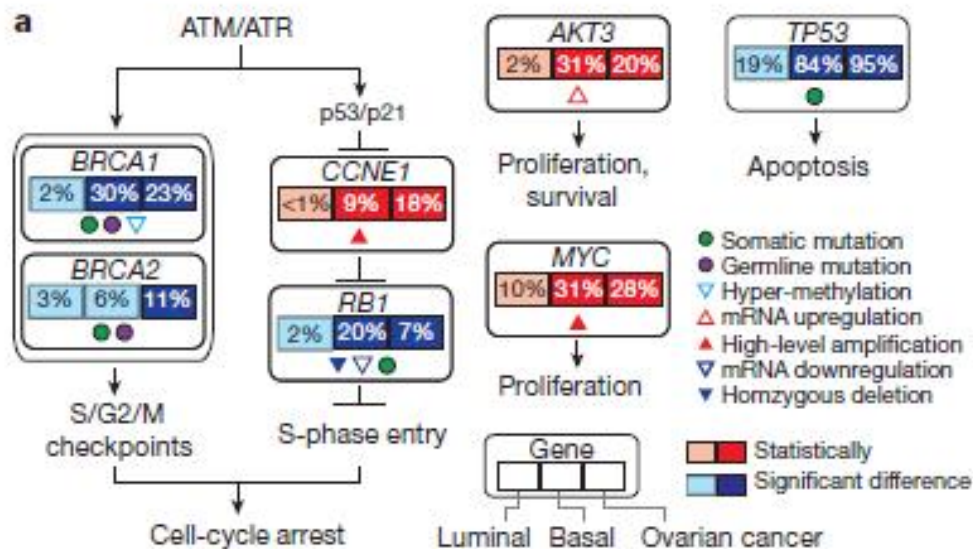 a
ATM/ATR
p53/p21
BRCA1
2% 30% 23%
BRCA2
3% 6% 11%
S/G2/M
checkpoints
CCNE1
<1% 9% 18%
RB1
2% 20% 7%
S-phase entry
Cell-cycle arrest
AKT3
2% 31% 20%
Proliferation,
survival
TP53
19% 84% 95%
Apoptosis
MYC
10% 31% 28%
Proliferation
Somatic mutation
Germline mutation
Hyper-methylation
mRNA upregulation
High-level amplification
mRNA downregulation
Homzygous deletion
Gene
Luminal Basal Ovarian cancer
Statistically
Significant difference